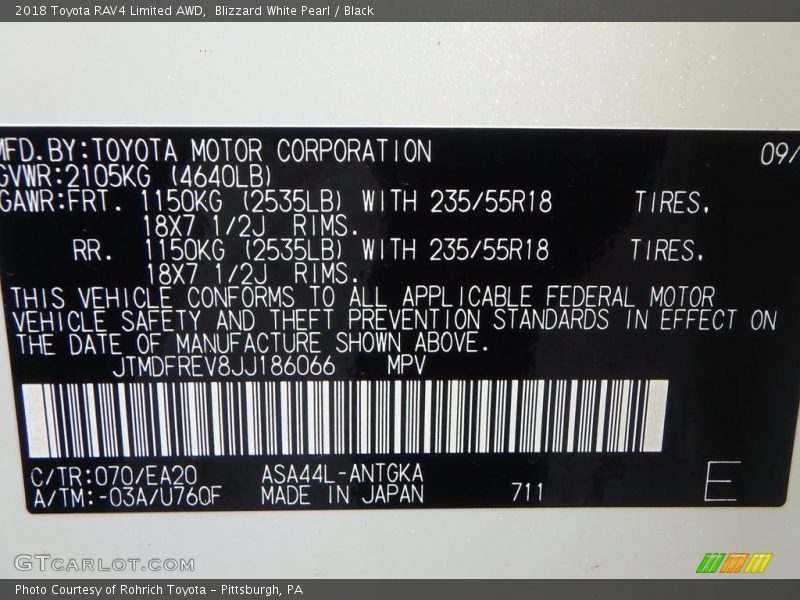 2018 Toyota RAV4 Limited AWD,  Blizzard White Pearl / Black
MFD.BY:TOYOTA MOTOR CORPORATION 09/
GVWR:2105KG (4640LB)
GAWR:FRT. 1150KG (2535LB) WITH 235/55R18 TIRES,
18X7 1/2J RIMS.
RR. 1150KG (2535LB) WITH 235/55R18 TIRES,
18X7 1/2J RIMS.
THIS VEHICLE CONFORMS TO ALL APPLICABLE FEDERAL MOTOR
VEHICLE SAFETY AND THEFT PREVENTION STANDARDS IN EFFECT ON
THE DATE OF MANUFACTURE SHOWN ABOVE.
JTMDFREV8JJ186066 MPV
C/TR:070/EA20 ASA44L-ANTGKA
A/TM:-03A/U760F MADE IN JAPAN 711 E
GTCARLOT.COM
Photo Courtesy of Rohrich Toyota - Pittsburgh, PA